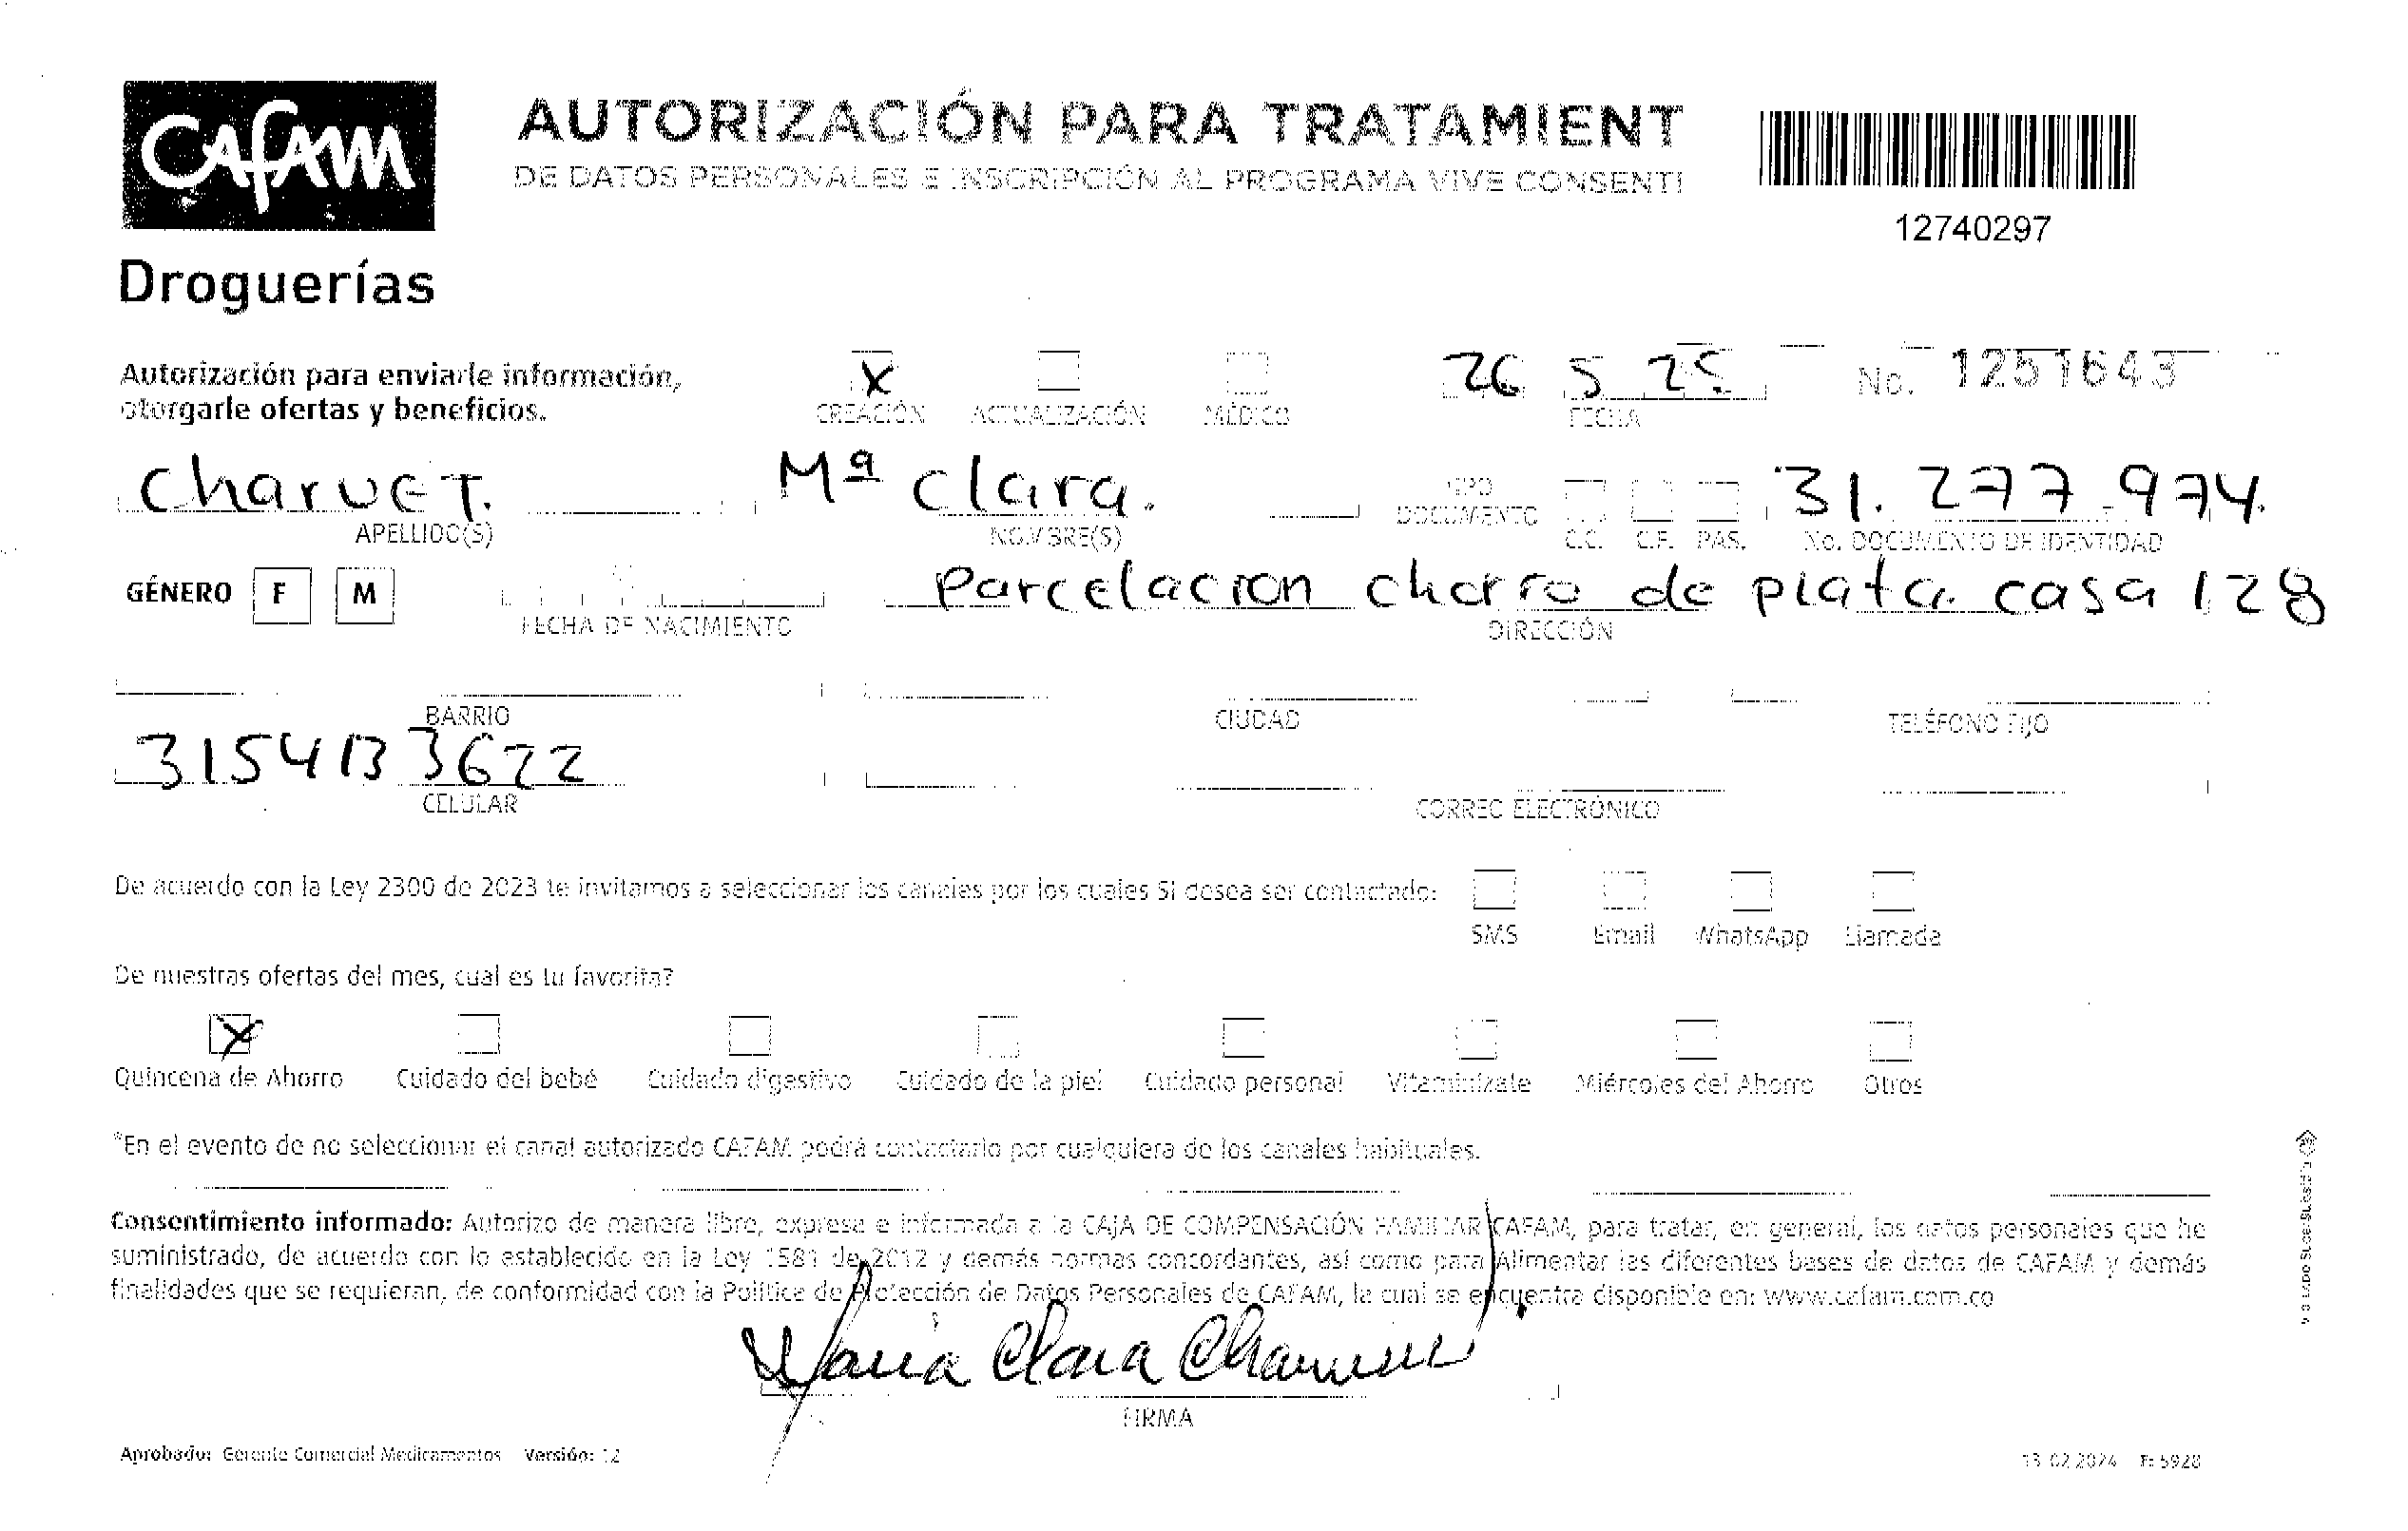 CAFAM
Droguerías
AUTORIZACIÓN PARA TRATAMIENT
DE DATOS PERSONALES E INSCRIPCIÓN AL PROGRAMA VIVE CONSENTI
12740297
Autorización para enviarle información,
otorgarle ofertas y beneficios.
X
CREACIÓN ACTUALIZACIÓN MÉDICO
26 5 25
FECHA
No. 1251643
Charvet. Mª Clara. 31.277.974.
APELLIDO(S) NOMBRE(S) TIPO DOCUMENTO C.C. C.E. PAS. No. DOCUMENTO DE IDENTIDAD
GÉNERO F M Parcelacion chorro de plata casa 128
FECHA DE NACIMIENTO DIRECCIÓN
BARRIO CIUDAD TELÉFONO FIJO
3154133622
CELULAR CORREO ELECTRÓNICO
De acuerdo con la Ley 2300 de 2023 te invitamos a seleccionar los canales por los cuales Si desea ser contactado:
SMS Email WhatsApp Llamada
De nuestras ofertas del mes, cual es tu favorita?
X
Quincena de Ahorro Cuidado del bebé Cuidado digestivo Cuidado de la piel Cuidado personal Vitaminízate Miércoles del Ahorro Otros
*En el evento de no seleccionar el canal autorizado CAFAM podrá contactarlo por cualquiera de los canales habituales.
Consentimiento informado: Autorizo de manera libre, expresa e informada a la CAJA DE COMPENSACIÓN FAMILIAR CAFAM, para tratar, en general, los datos personales que he
suministrado, de acuerdo con lo establecido en la Ley 1581 de 2012 y demás normas concordantes, así como para Alimentar las diferentes bases de datos de CAFAM y demás
finalidades que se requieran, de conformidad con la Política de Protección de Datos Personales de CAFAM, la cual se encuentra disponible en: www.cafam.com.co
Maria Clara Charvet
FIRMA
Aprobado: Gerente Comercial Medicamentos Versión: 12
13 02 2024 F: 5928